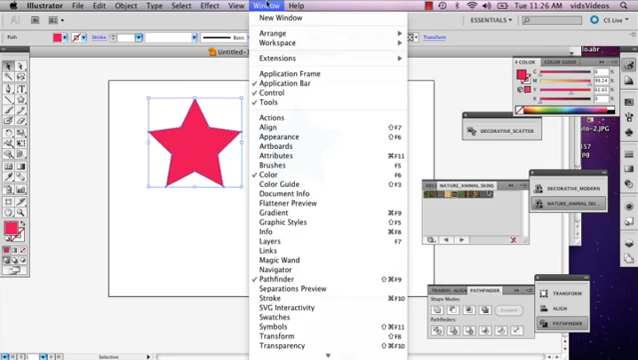 Illustrator File Edit Object Type Select Effect View Window Help
Tue 11:26 AM vidsVideos
ESSENTIALS CS Live
Path Stroke: Transform
New Window
Arrange
Workspace
Extensions
Application Frame
✓ Application Bar
✓ Control
✓ Tools
Actions
Align ⇧F7
Appearance ⇧F6
Artboards
Attributes ⌘F11
Brushes F5
✓ Color F6
Color Guide ⇧F3
Document Info
Flattener Preview
Gradient ⌘F9
Graphic Styles ⇧F5
Info ⌘F8
Layers F7
Links
Magic Wand
Navigator
✓ Pathfinder ⇧⌘F9
Separations Preview
Stroke ⌘F10
SVG Interactivity
Swatches
Symbols ⇧⌘F11
Transform ⇧F8
Transparency ⇧⌘F10
Untitled-
COLOR COLOR GUIDE
DECORATIVE_SCATTER
DECORATIVE_MODERN
NATURE_ANIMAL SKINS
NATURE_ANIMAL SKI...
TRANSFORM ALIGN PATHFINDER
Shape Modes:
Expand
Pathfinders:
TRANSFORM
ALIGN
PATHFINDER
Selection